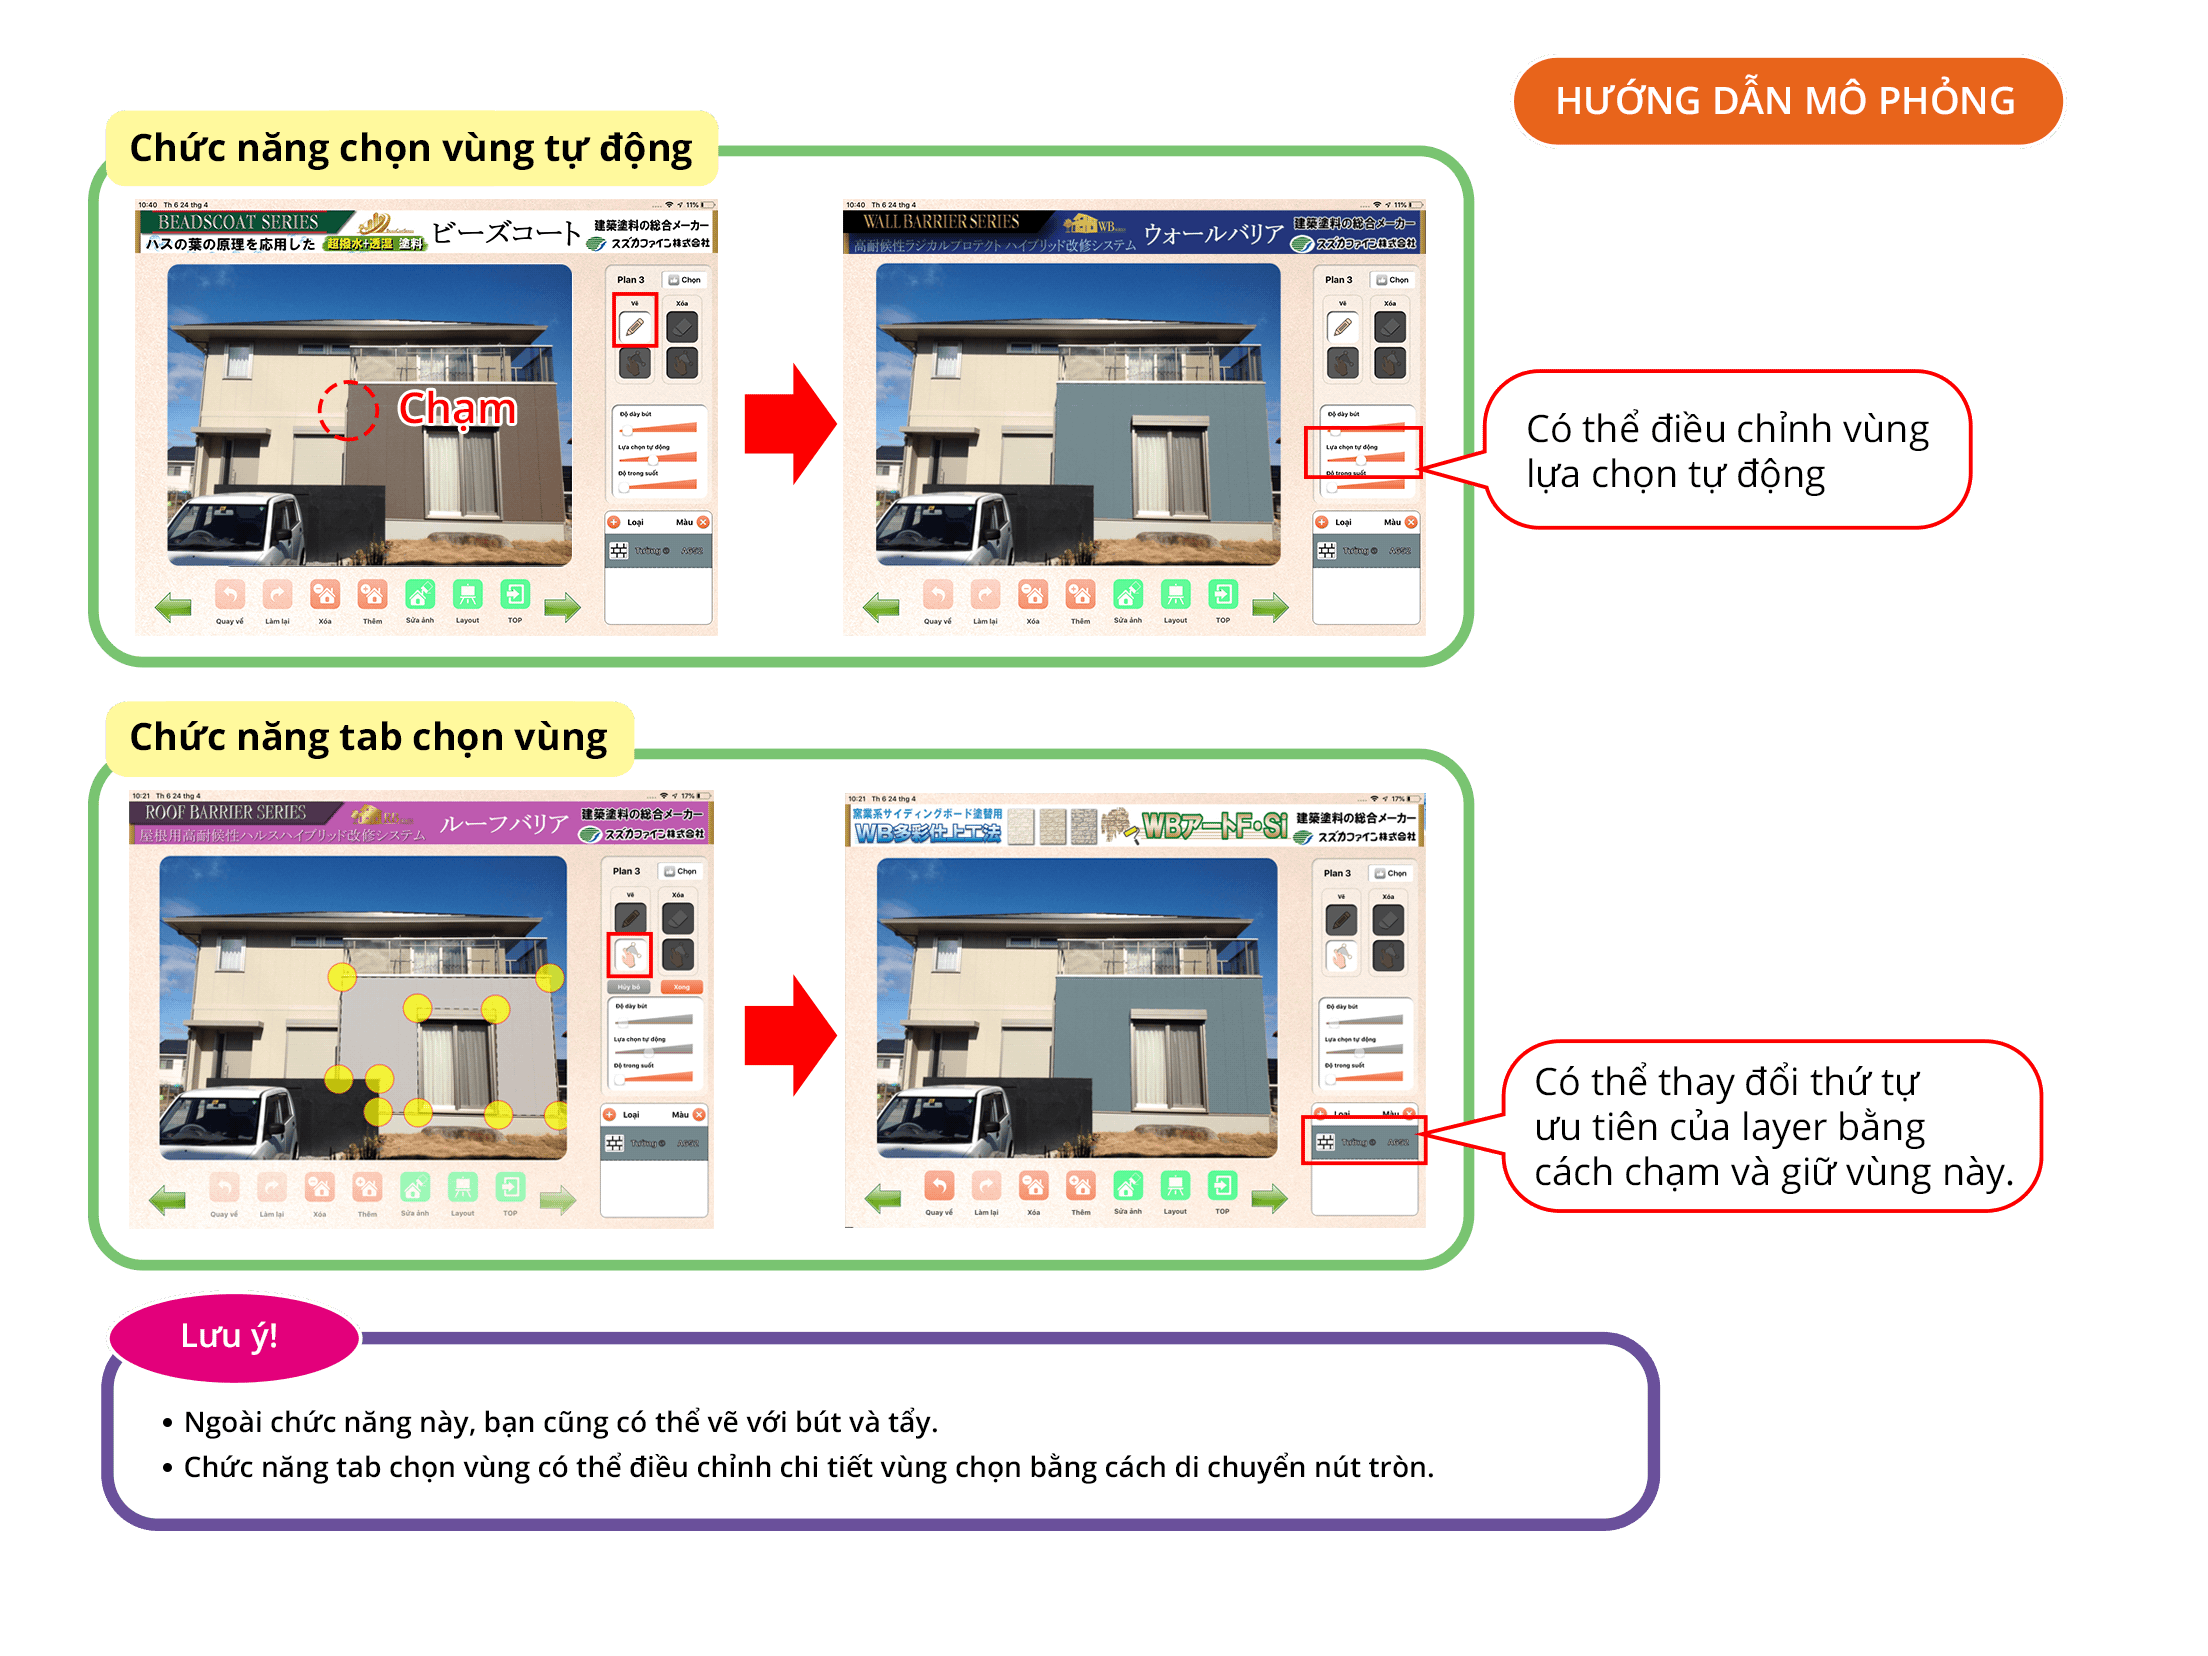 HƯỚNG DẪN MÔ PHỎNG
Chức năng chọn vùng tự động
10:40 Th 6 24 thg 4
11%
BEADSCOAT SERIES
ハスの葉の原理を応用した 超撥水+透湿 塗料
ビーズコート
建築塗料の総合メーカー
スズカファイン株式会社
Plan 3
Chọn
Vẽ
Xóa
Chạm
Độ dày bút
Lựa chọn tự động
Độ trong suốt
Loại
Màu
Tường
Quay về
Làm lại
Xóa
Thêm
Sửa ảnh
Layout
TOP
10:40 Th 6 24 thg 4
11%
WALL BARRIER SERIES
WB
高耐候性ラジカルプロテクト ハイブリッド改修システム
ウォールバリア
建築塗料の総合メーカー
スズカファイン株式会社
Plan 3
Chọn
Vẽ
Xóa
Độ dày bút
Lựa chọn tự động
Độ trong suốt
Loại
Màu
Tường
Quay về
Làm lại
Xóa
Thêm
Sửa ảnh
Layout
TOP
Có thể điều chỉnh vùng
lựa chọn tự động
Chức năng tab chọn vùng
10:21 Th 6 24 thg 4
17%
ROOF BARRIER SERIES
屋根用高耐候性ハルスハイブリッド改修システム
ルーフバリア
建築塗料の総合メーカー
スズカファイン株式会社
Plan 3
Chọn
Vẽ
Xóa
Hủy bỏ
Xong
Độ dày bút
Lựa chọn tự động
Độ trong suốt
Loại
Màu
Tường
Quay về
Làm lại
Xóa
Thêm
Sửa ảnh
Layout
TOP
10:21 Th 6 24 thg 4
17%
窯業系サイディングボード塗替用
WB多彩仕上工法
WBアートF・Si
建築塗料の総合メーカー
スズカファイン株式会社
Plan 3
Chọn
Vẽ
Xóa
Độ dày bút
Lựa chọn tự động
Độ trong suốt
Loại
Màu
Tường
Quay về
Làm lại
Xóa
Thêm
Sửa ảnh
Layout
TOP
Có thể thay đổi thứ tự
ưu tiên của layer bằng
cách chạm và giữ vùng này.
Lưu ý!
• Ngoài chức năng này, bạn cũng có thể vẽ với bút và tẩy.
• Chức năng tab chọn vùng có thể điều chỉnh chi tiết vùng chọn bằng cách di chuyển nút tròn.